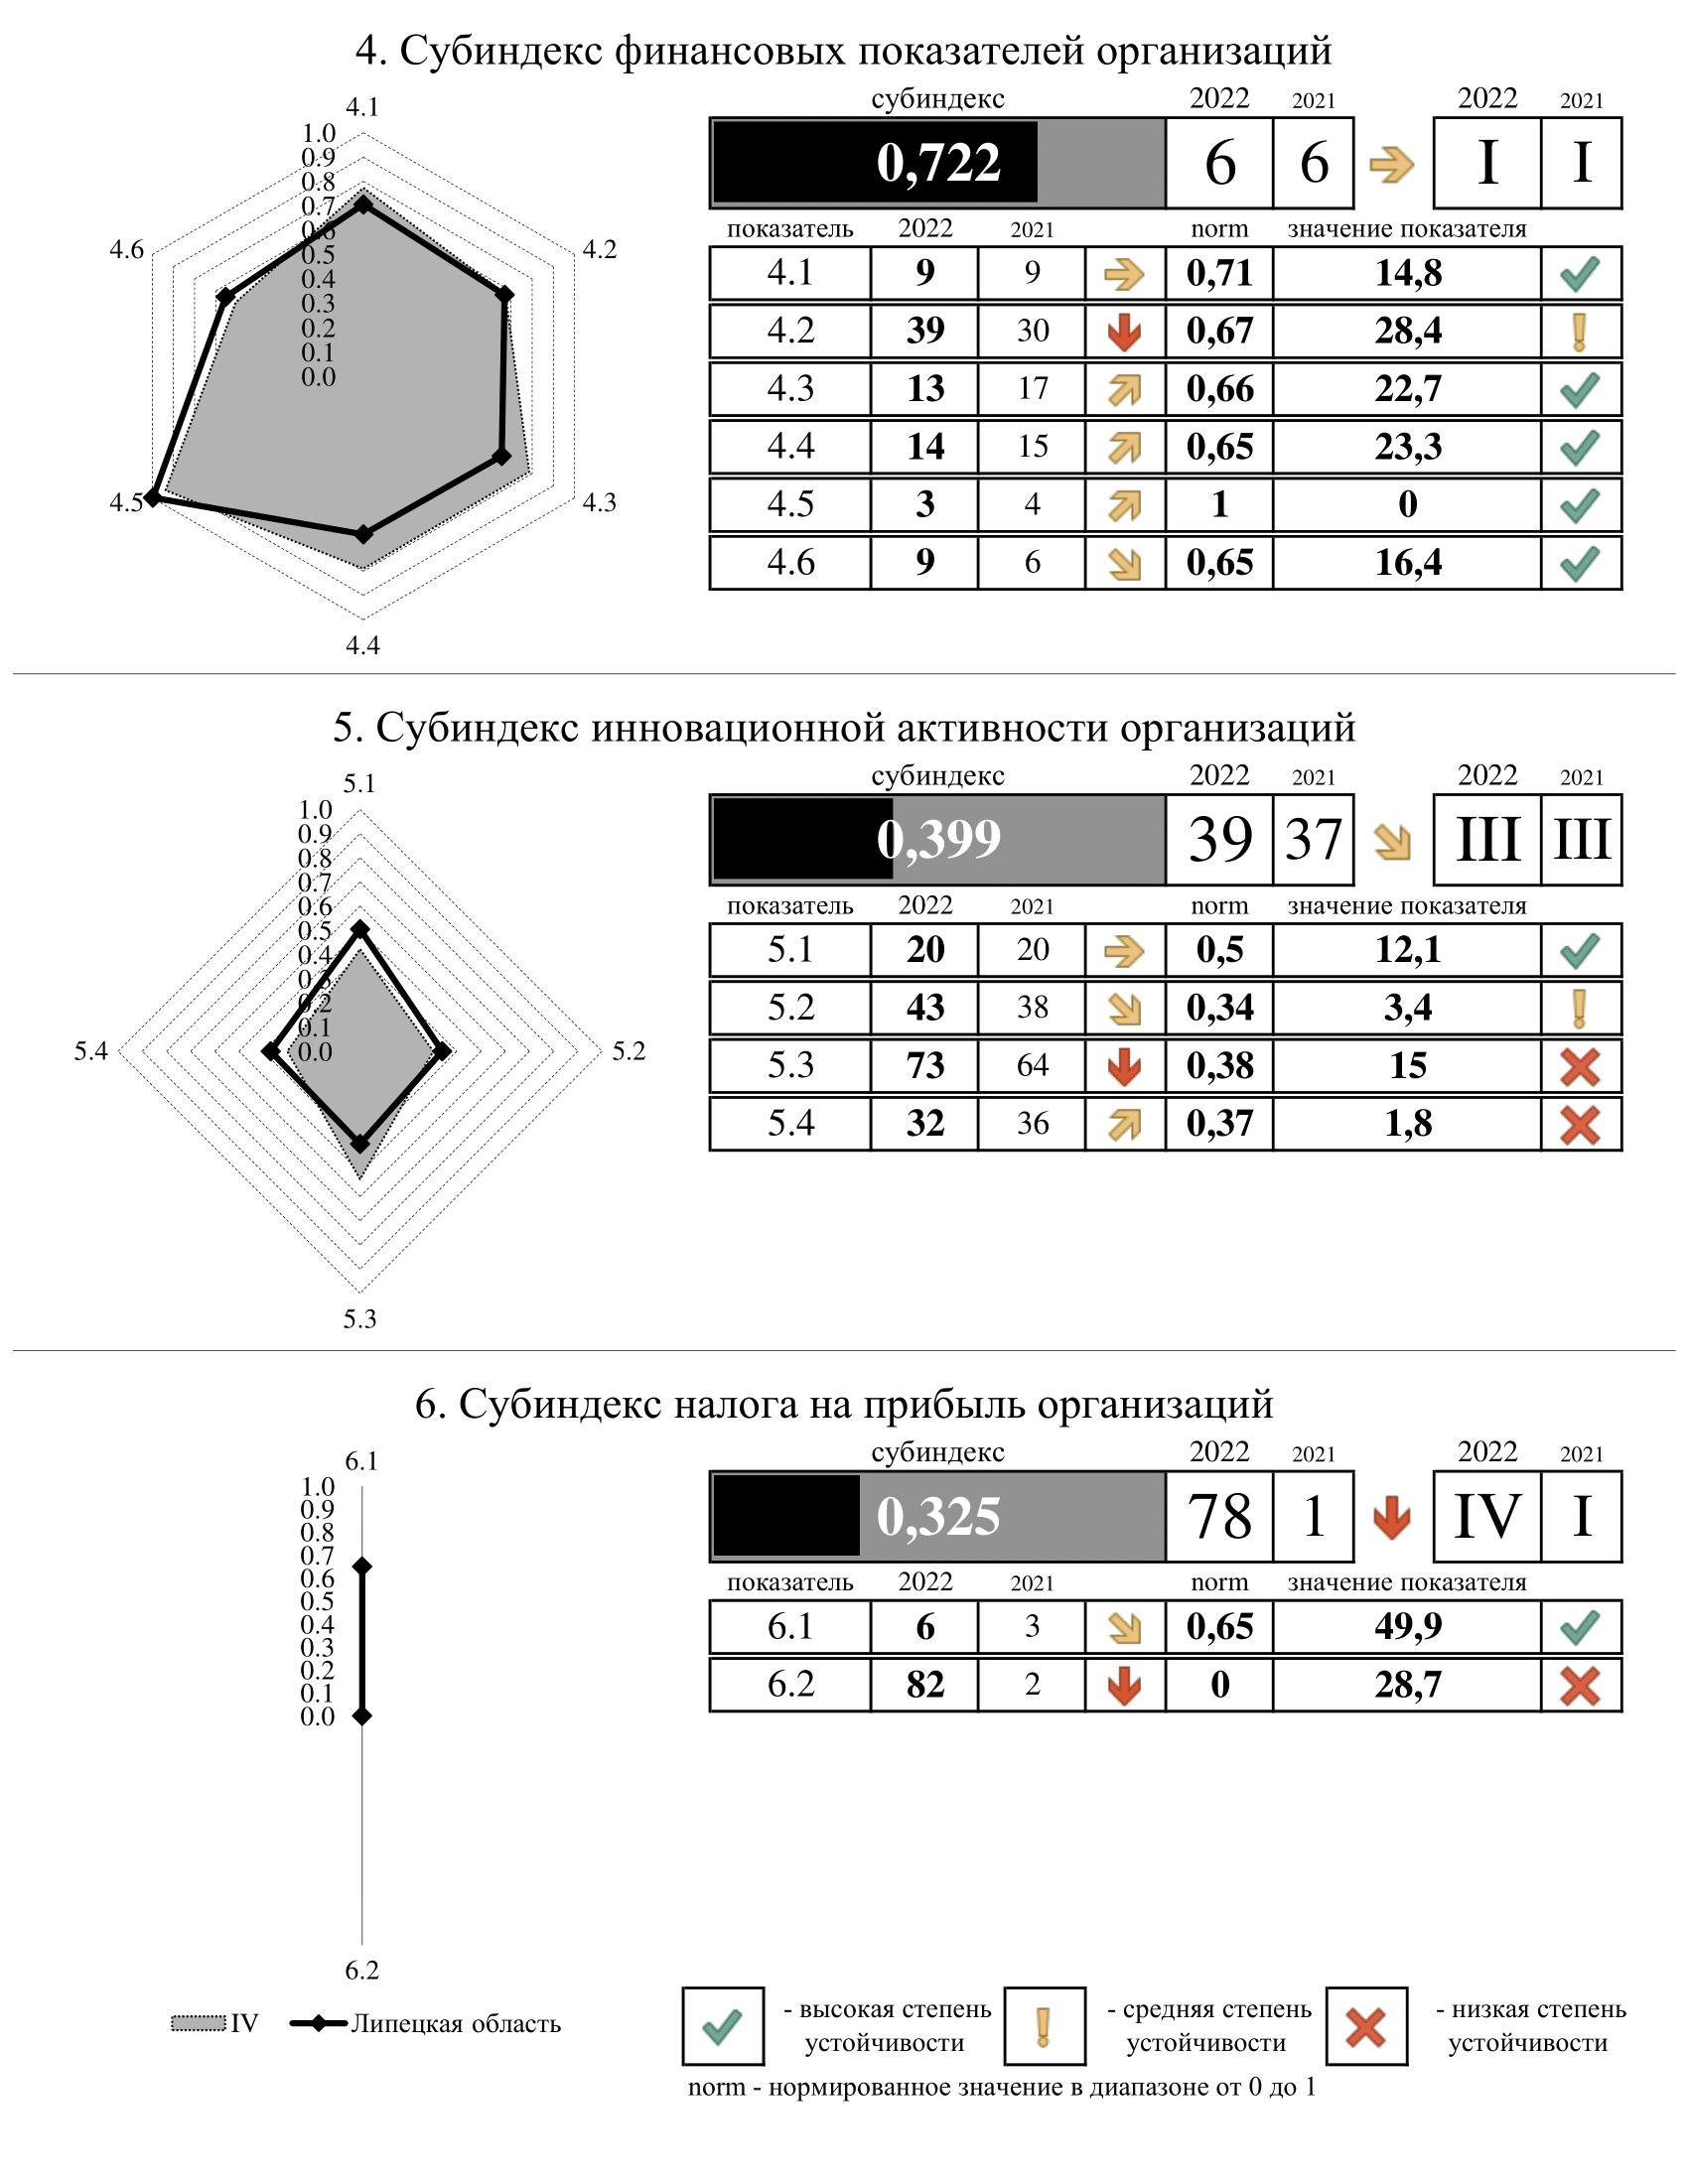 4. Субиндекс финансовых показателей организаций
субиндекс 2022 2021 2022 2021
0,722 6 6 I I
показатель 2022 2021 norm значение показателя
4.1 9 9 0,71 14,8
4.2 39 30 0,67 28,4
4.3 13 17 0,66 22,7
4.4 14 15 0,65 23,3
4.5 3 4 1 0
4.6 9 6 0,65 16,4
4.1
1.0
0.9
0.8
0.7
0.6
0.5
0.4
0.3
0.2
0.1
0.0
4.2
4.3
4.4
4.5
4.6
5. Субиндекс инновационной активности организаций
субиндекс 2022 2021 2022 2021
0,399 39 37 III III
показатель 2022 2021 norm значение показателя
5.1 20 20 0,5 12,1
5.2 43 38 0,34 3,4
5.3 73 64 0,38 15
5.4 32 36 0,37 1,8
5.1
1.0
0.9
0.8
0.7
0.6
0.5
0.4
0.3
0.2
0.1
0.0
5.2
5.3
5.4
6. Субиндекс налога на прибыль организаций
субиндекс 2022 2021 2022 2021
0,325 78 1 IV I
показатель 2022 2021 norm значение показателя
6.1 6 3 0,65 49,9
6.2 82 2 0 28,7
6.1
1.0
0.9
0.8
0.7
0.6
0.5
0.4
0.3
0.2
0.1
0.0
6.2
IV Липецкая область
- высокая степень устойчивости
- средняя степень устойчивости
- низкая степень устойчивости
norm - нормированное значение в диапазоне от 0 до 1